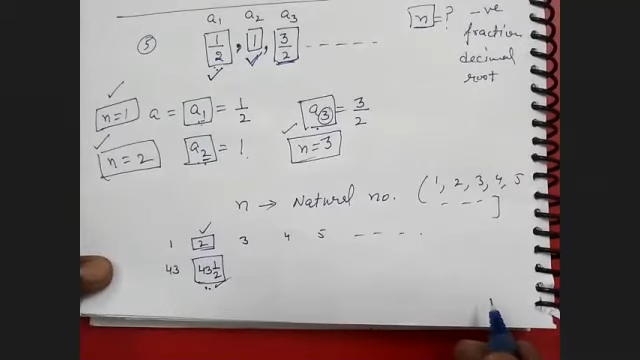 a₁ a₂ a₃
⑤ 1/2 , 1 , 3/2 - - - - - -
n = ? -ve
fraction
decimal
root
n=1 a = a₁ = 1/2 a③ = 3/2
n=2 a₂ = 1. n=3
n → Natural no. (1, 2, 3, 4, 5
- - - ]
1 2 3 4 5 - - - - .
43 43 1/2